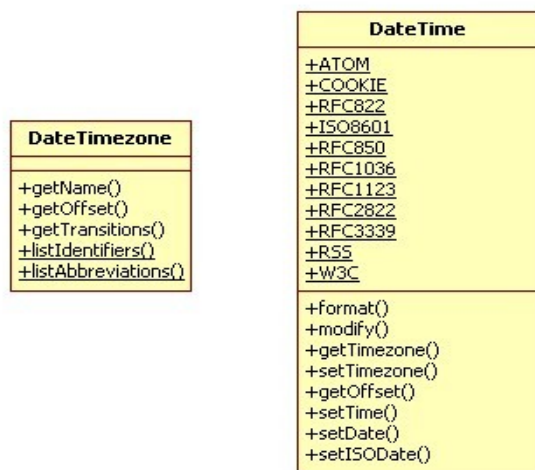 DateTimezone
+getName()
+getOffset()
+getTransitions()
+listIdentifiers()
+listAbbreviations()
DateTime
+ATOM
+COOKIE
+RFC822
+ISO8601
+RFC850
+RFC1036
+RFC1123
+RFC2822
+RFC3339
+RSS
+W3C
+format()
+modify()
+getTimezone()
+setTimezone()
+getOffset()
+setTime()
+setDate()
+setISODate()